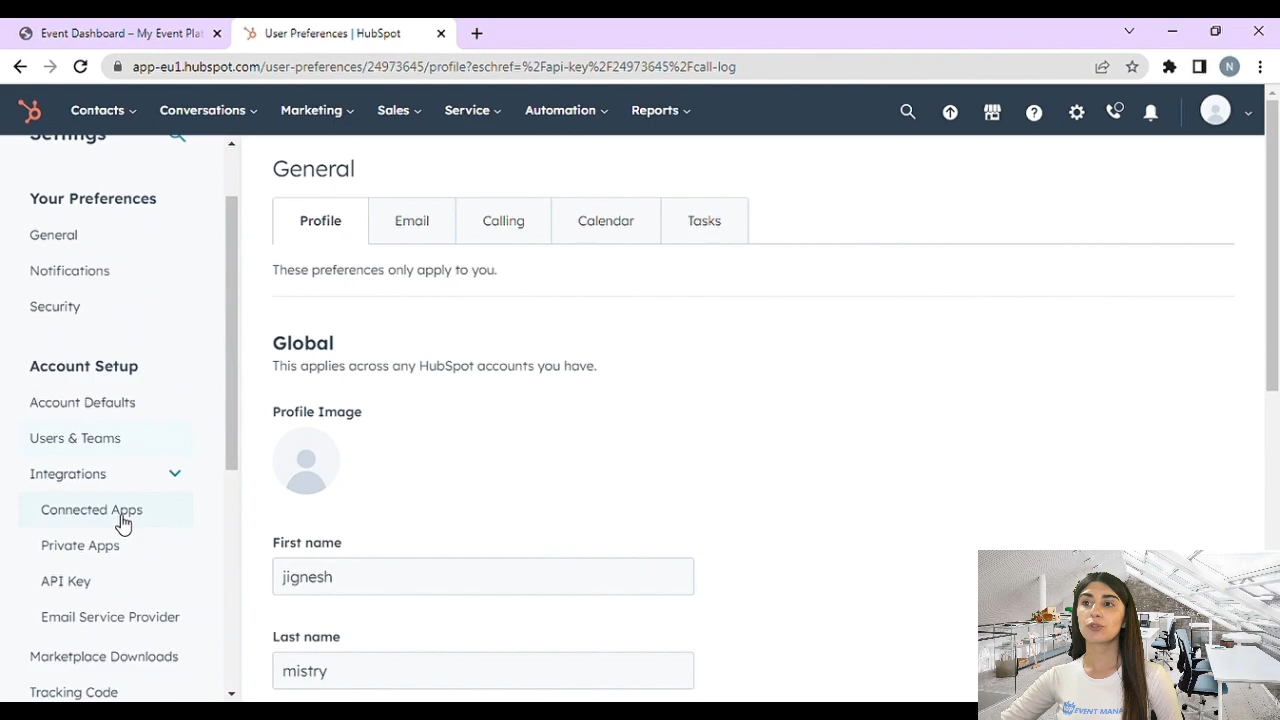 Event Dashboard – My Event Plat
User Preferences | HubSpot
app-eu1.hubspot.com/user-preferences/24973645/profile?eschref=%2Fapi-key%2F24973645%2Fcall-log
N
Contacts
Conversations
Marketing
Sales
Service
Automation
Reports
Settings
Your Preferences
General
Notifications
Security
Account Setup
Account Defaults
Users & Teams
Integrations
Connected Apps
Private Apps
API Key
Email Service Provider
Marketplace Downloads
Tracking Code
General
Profile
Email
Calling
Calendar
Tasks
These preferences only apply to you.
Global
This applies across any HubSpot accounts you have.
Profile Image
First name
jignesh
Last name
mistry
EVENT MANA